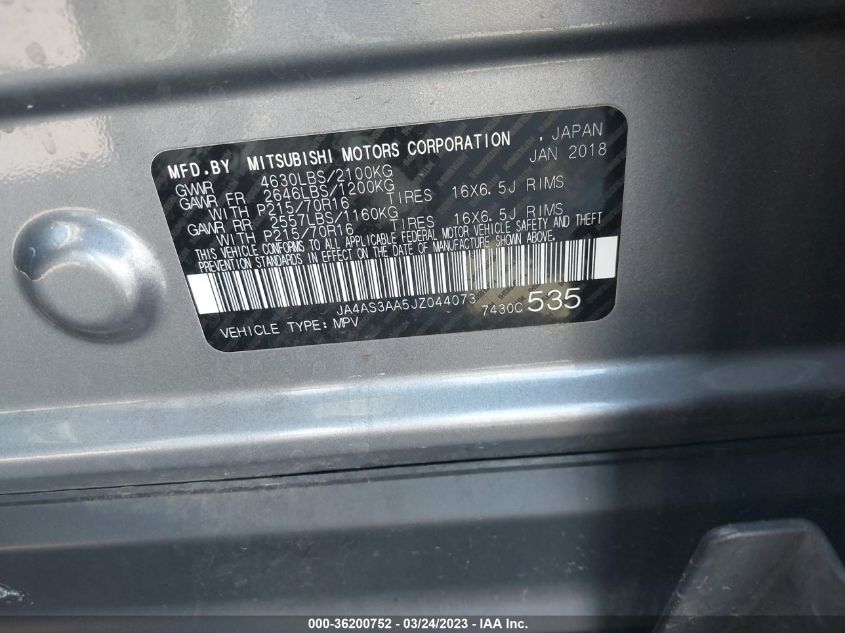 MFD.BY MITSUBISHI MOTORS CORPORATION , JAPAN
JAN 2018
GVWR 4630LBS/2100KG
GAWR FR 2646LBS/1200KG
WITH P215/70R16 TIRES 16X6.5J RIMS
GAWR RR 2557LBS/1160KG
WITH P215/70R16 TIRES 16X6.5J RIMS
THIS VEHICLE CONFORMS TO ALL APPLICABLE FEDERAL MOTOR VEHICLE SAFETY AND THEFT
PREVENTION STANDARDS IN EFFECT ON THE DATE OF MANUFACTURE SHOWN ABOVE.
JA4AS3AA5JZ044073
VEHICLE TYPE: MPV 7430C 535
000-36200752 / 03/24/2023 / © IAA Inc.